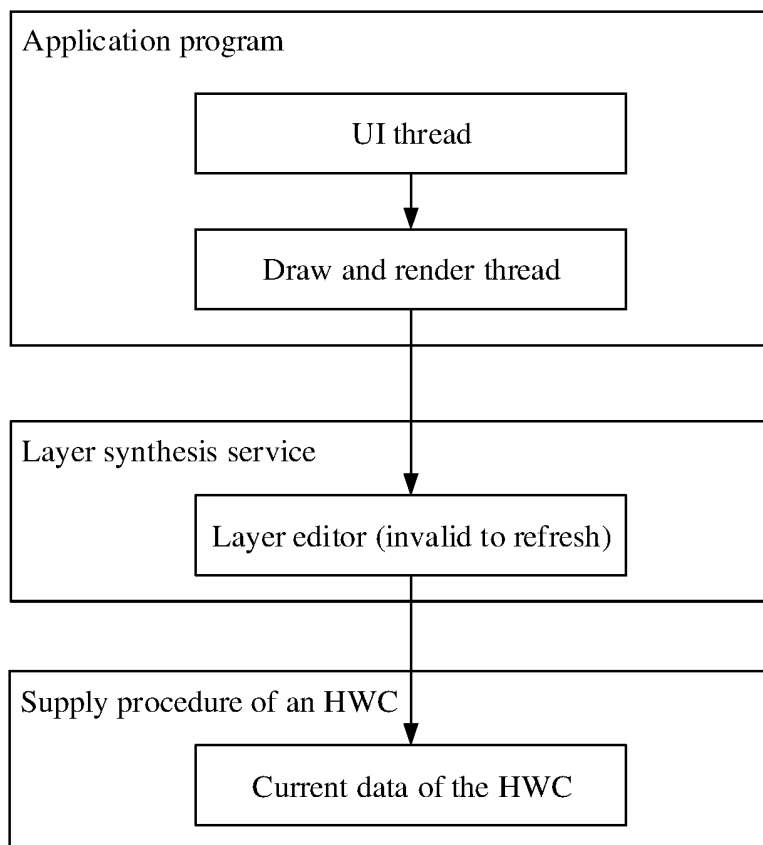 Application program
UI thread
Draw and render thread
Layer synthesis service
Layer editor (invalid to refresh)
Supply procedure of an HWC
Current data of the HWC